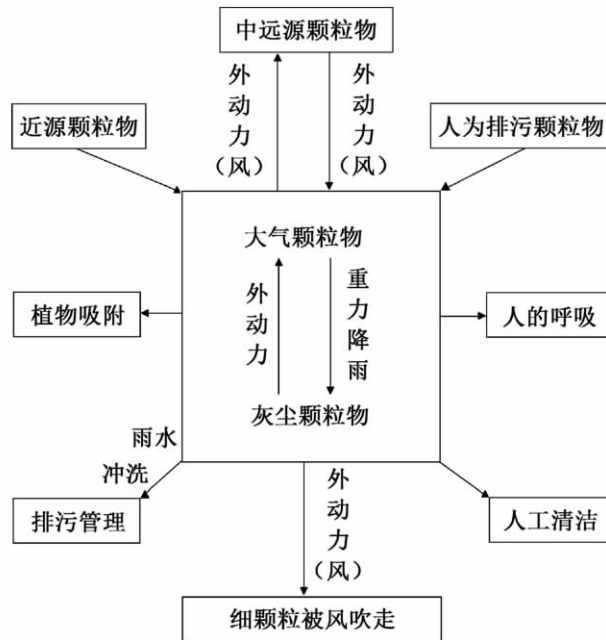 中远源颗粒物
外动力（风）
外动力（风）
近源颗粒物
人为排污颗粒物
大气颗粒物
外动力
重力降雨
灰尘颗粒物
植物吸附
人的呼吸
雨水
冲洗
排污管理
外动力（风）
人工清洁
细颗粒被风吹走